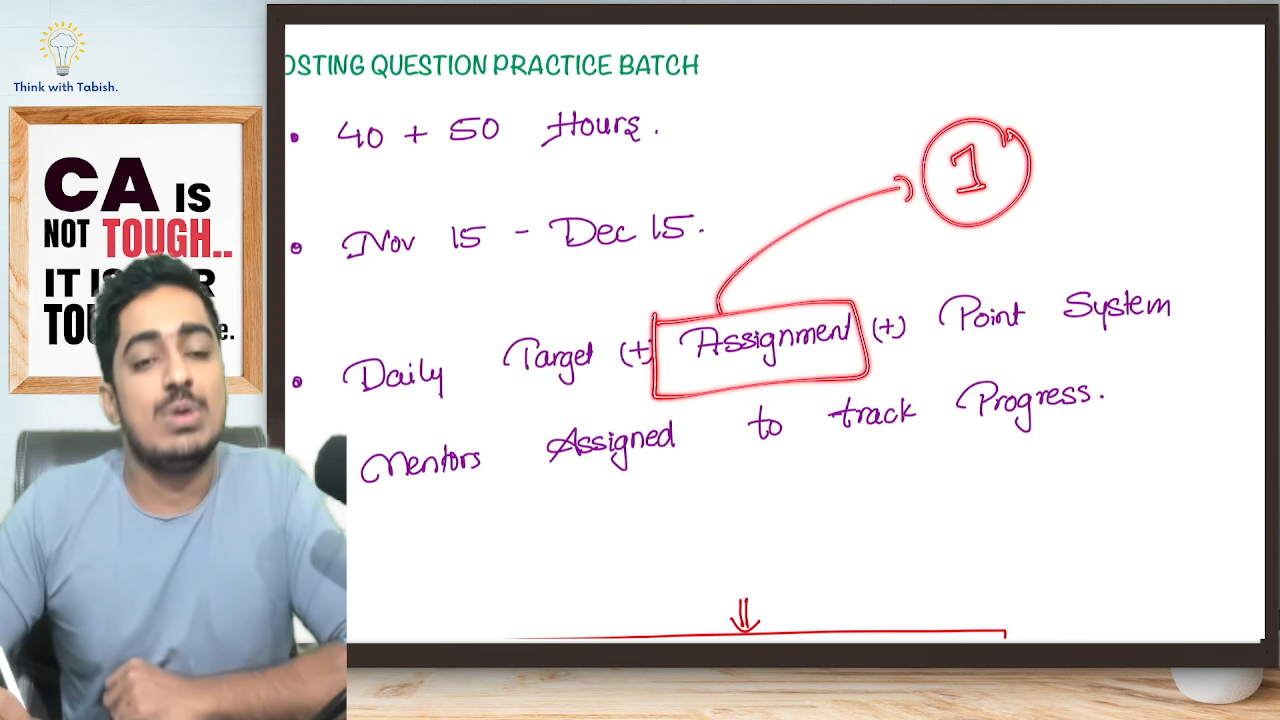 Think with Tabish.
CA IS
NOT TOUGH..
IT I R
TOU e.
OSTING QUESTION PRACTICE BATCH
• 40 + 50 Hours.
• Nov 15 - Dec 15.
• Daily Target (+) Assignment (+) Point System
Mentors Assigned to track Progress.
1